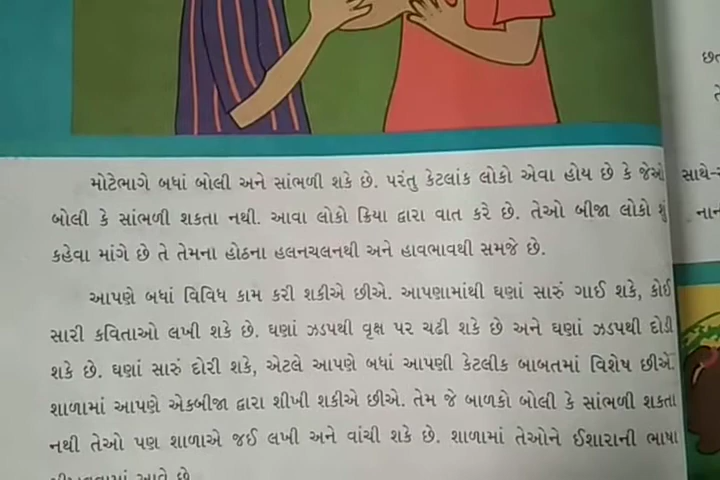 મોટેભાગે બધાં બોલી અને સાંભળી શકે છે. પરંતુ કેટલાંક લોકો એવા હોય છે કે જેઓ
બોલી કે સાંભળી શકતા નથી. આવા લોકો ક્રિયા દ્વારા વાત કરે છે. તેઓ બીજા લોકો શું
કહેવા માંગે છે તે તેમના હોઠના હલનચલનથી અને હાવભાવથી સમજે છે.
આપણે બધાં વિવિધ કામ કરી શકીએ છીએ. આપણામાંથી ઘણાં સારું ગાઈ શકે, કોઈ
સારી કવિતાઓ લખી શકે છે. ઘણાં ઝડપથી વૃક્ષ પર ચઢી શકે છે અને ઘણાં ઝડપથી દોડી
શકે છે. ઘણાં સારું દોરી શકે, એટલે આપણે બધાં આપણી કેટલીક બાબતમાં વિશેષ છીએ.
શાળામાં આપણે એકબીજા દ્વારા શીખી શકીએ છીએ. તેમ જે બાળકો બોલી કે સાંભળી શકતા
નથી તેઓ પણ શાળાએ જઈ લખી અને વાંચી શકે છે. શાળામાં તેઓને ઈશારાની ભાષા
આવે છે.
સાથે-